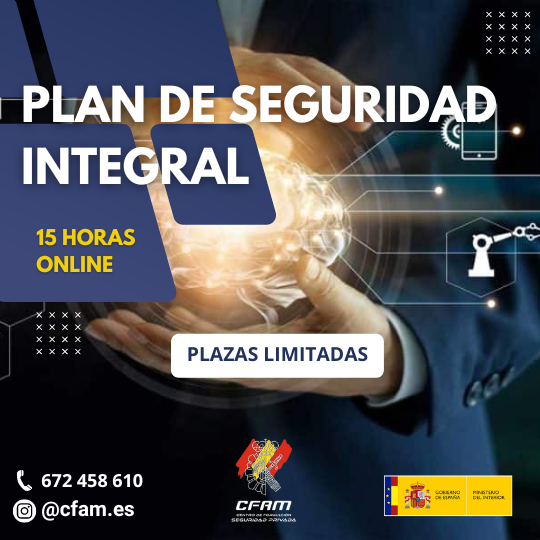 PLAN DE SEGURIDAD
INTEGRAL
15 HORAS
ONLINE
PLAZAS LIMITADAS
672 458 610
@cfam.es
CFAM
CENTRO DE FORMACIÓN
SEGURIDAD PRIVADA
GOBIERNO
DE ESPAÑA
MINISTERIO
DEL INTERIOR